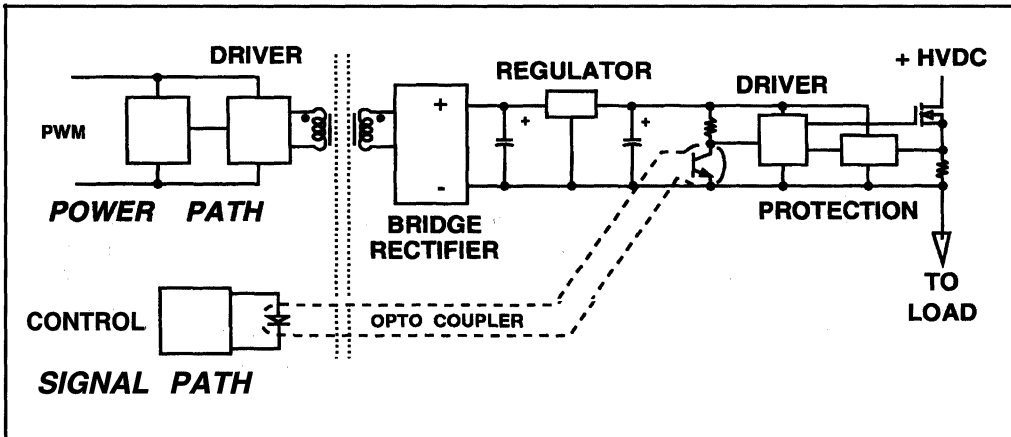 DRIVER
REGULATOR
+ HVDC
DRIVER
PWM
+
+
+
-
POWER PATH
BRIDGE
RECTIFIER
PROTECTION
TO
LOAD
CONTROL
OPTO COUPLER
SIGNAL PATH